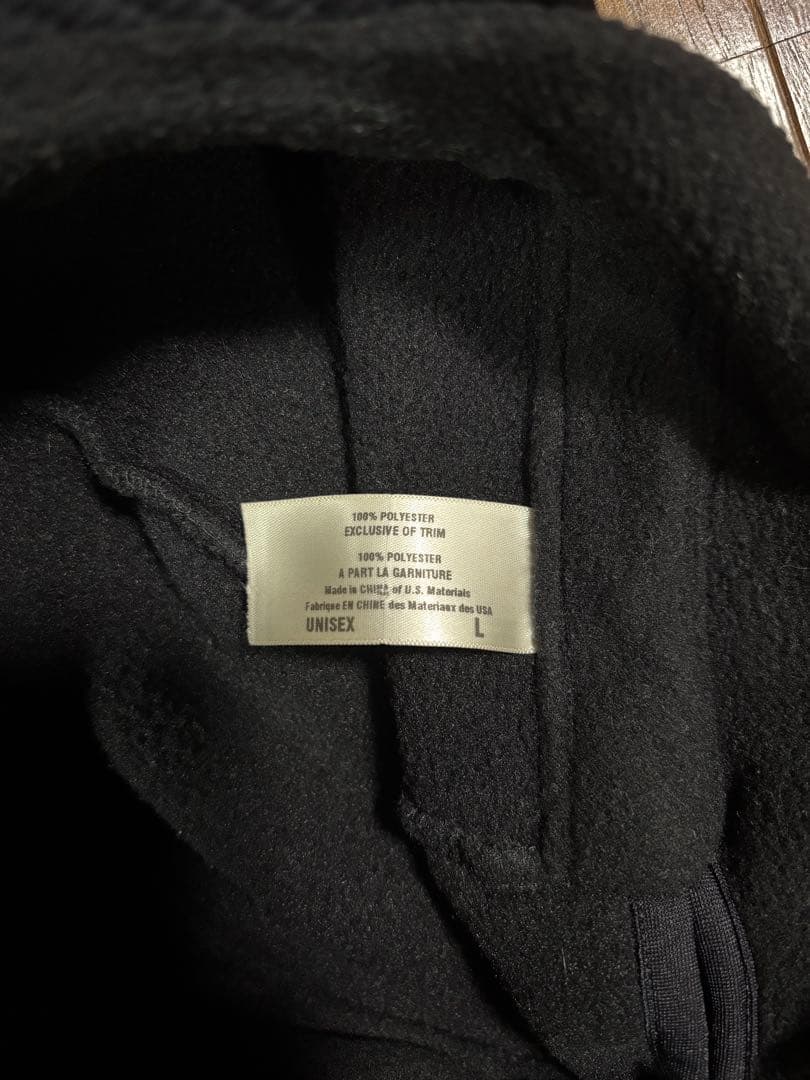 100% POLYESTER
EXCLUSIVE OF TRIM
100% POLYESTER
A PART LA GARNITURE
Made in CHINA of U.S. Materials
Fabrique EN CHINE des Materiaux des USA
UNISEX L